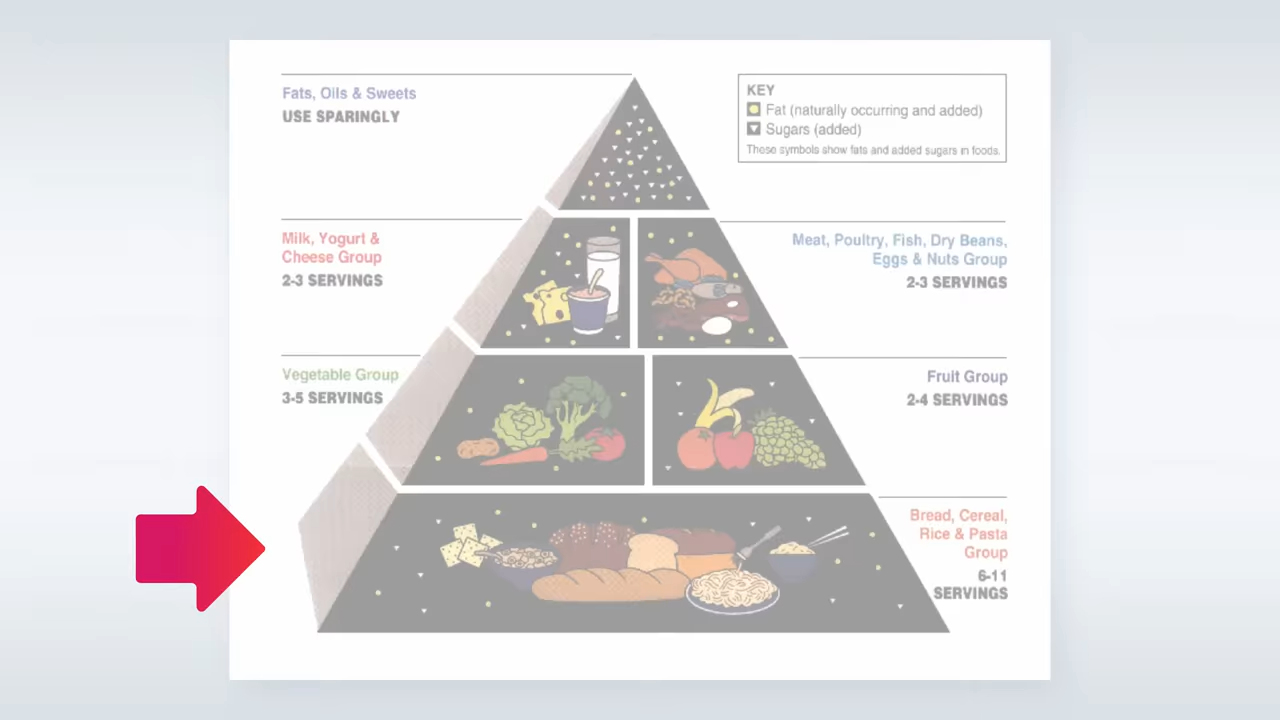 Fats, Oils & Sweets
USE SPARINGLY
KEY
Fat (naturally occurring and added)
Sugars (added)
These symbols show fats and added sugars in foods.
Milk, Yogurt &
Cheese Group
2-3 SERVINGS
Meat, Poultry, Fish, Dry Beans,
Eggs & Nuts Group
2-3 SERVINGS
Vegetable Group
3-5 SERVINGS
Fruit Group
2-4 SERVINGS
Bread, Cereal,
Rice & Pasta
Group
6-11
SERVINGS